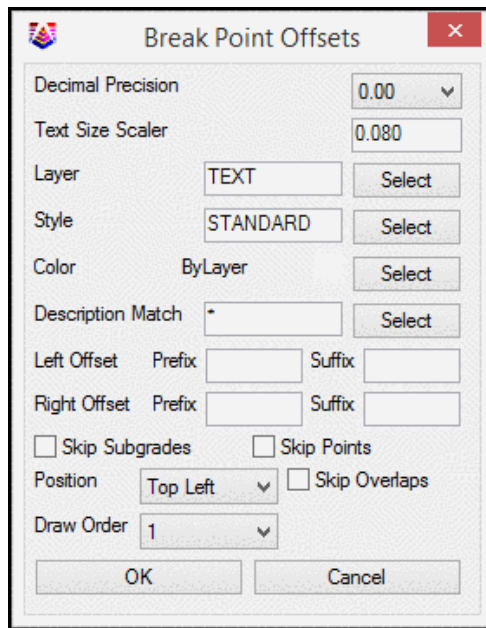 Break Point Offsets
Decimal Precision 0.00
Text Size Scaler 0.080
Layer TEXT Select
Style STANDARD Select
Color ByLayer Select
Description Match * Select
Left Offset Prefix Suffix
Right Offset Prefix Suffix
Skip Subgrades Skip Points
Position Top Left Skip Overlaps
Draw Order 1
OK Cancel